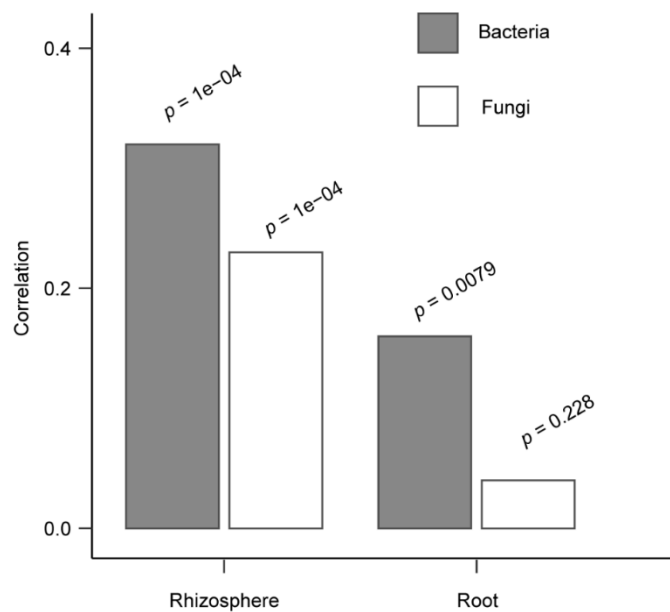 Bacteria
Fungi
Correlation
0.4
0.2
0.0
p = 1e−04
p = 1e−04
p = 0.0079
p = 0.228
Rhizosphere
Root